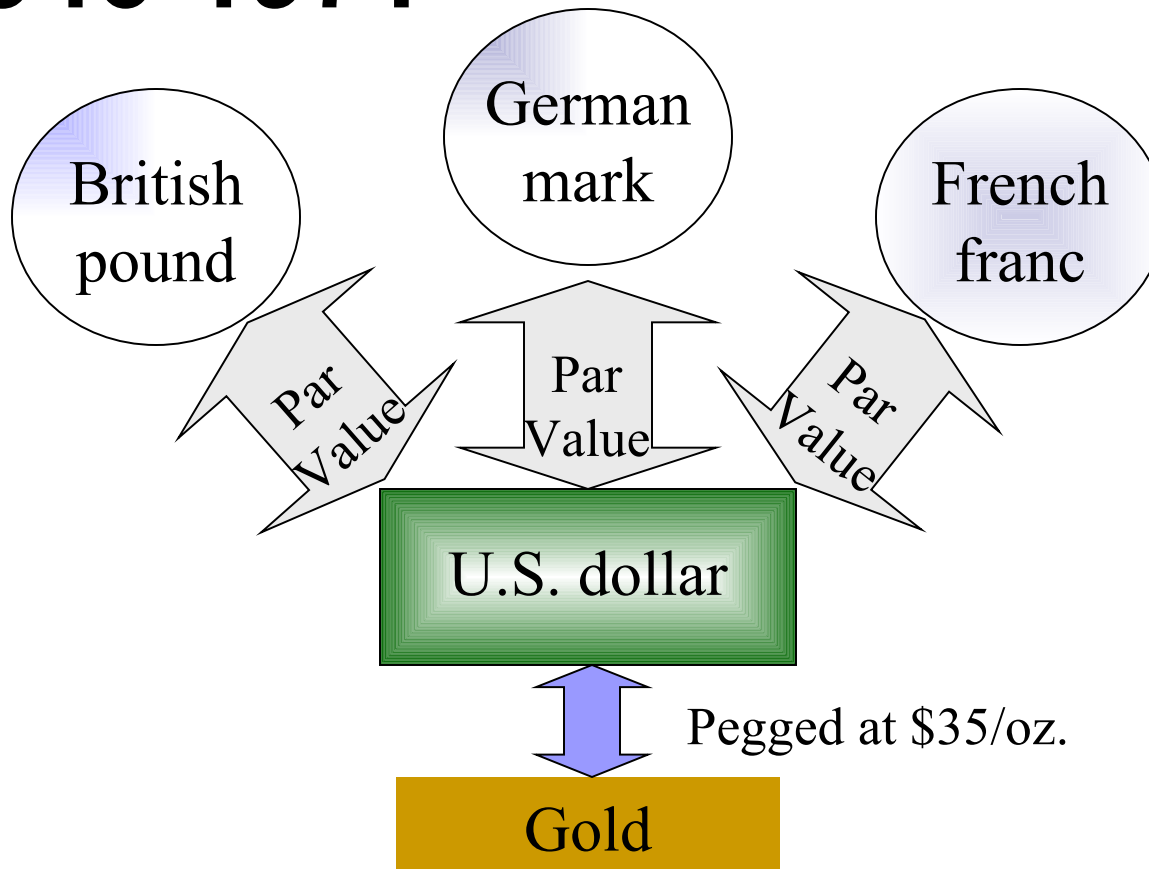 German
mark
British
pound
French
franc
Par
Value
Par
Value
Par
Value
U.S. dollar
Pegged at $35/oz.
Gold